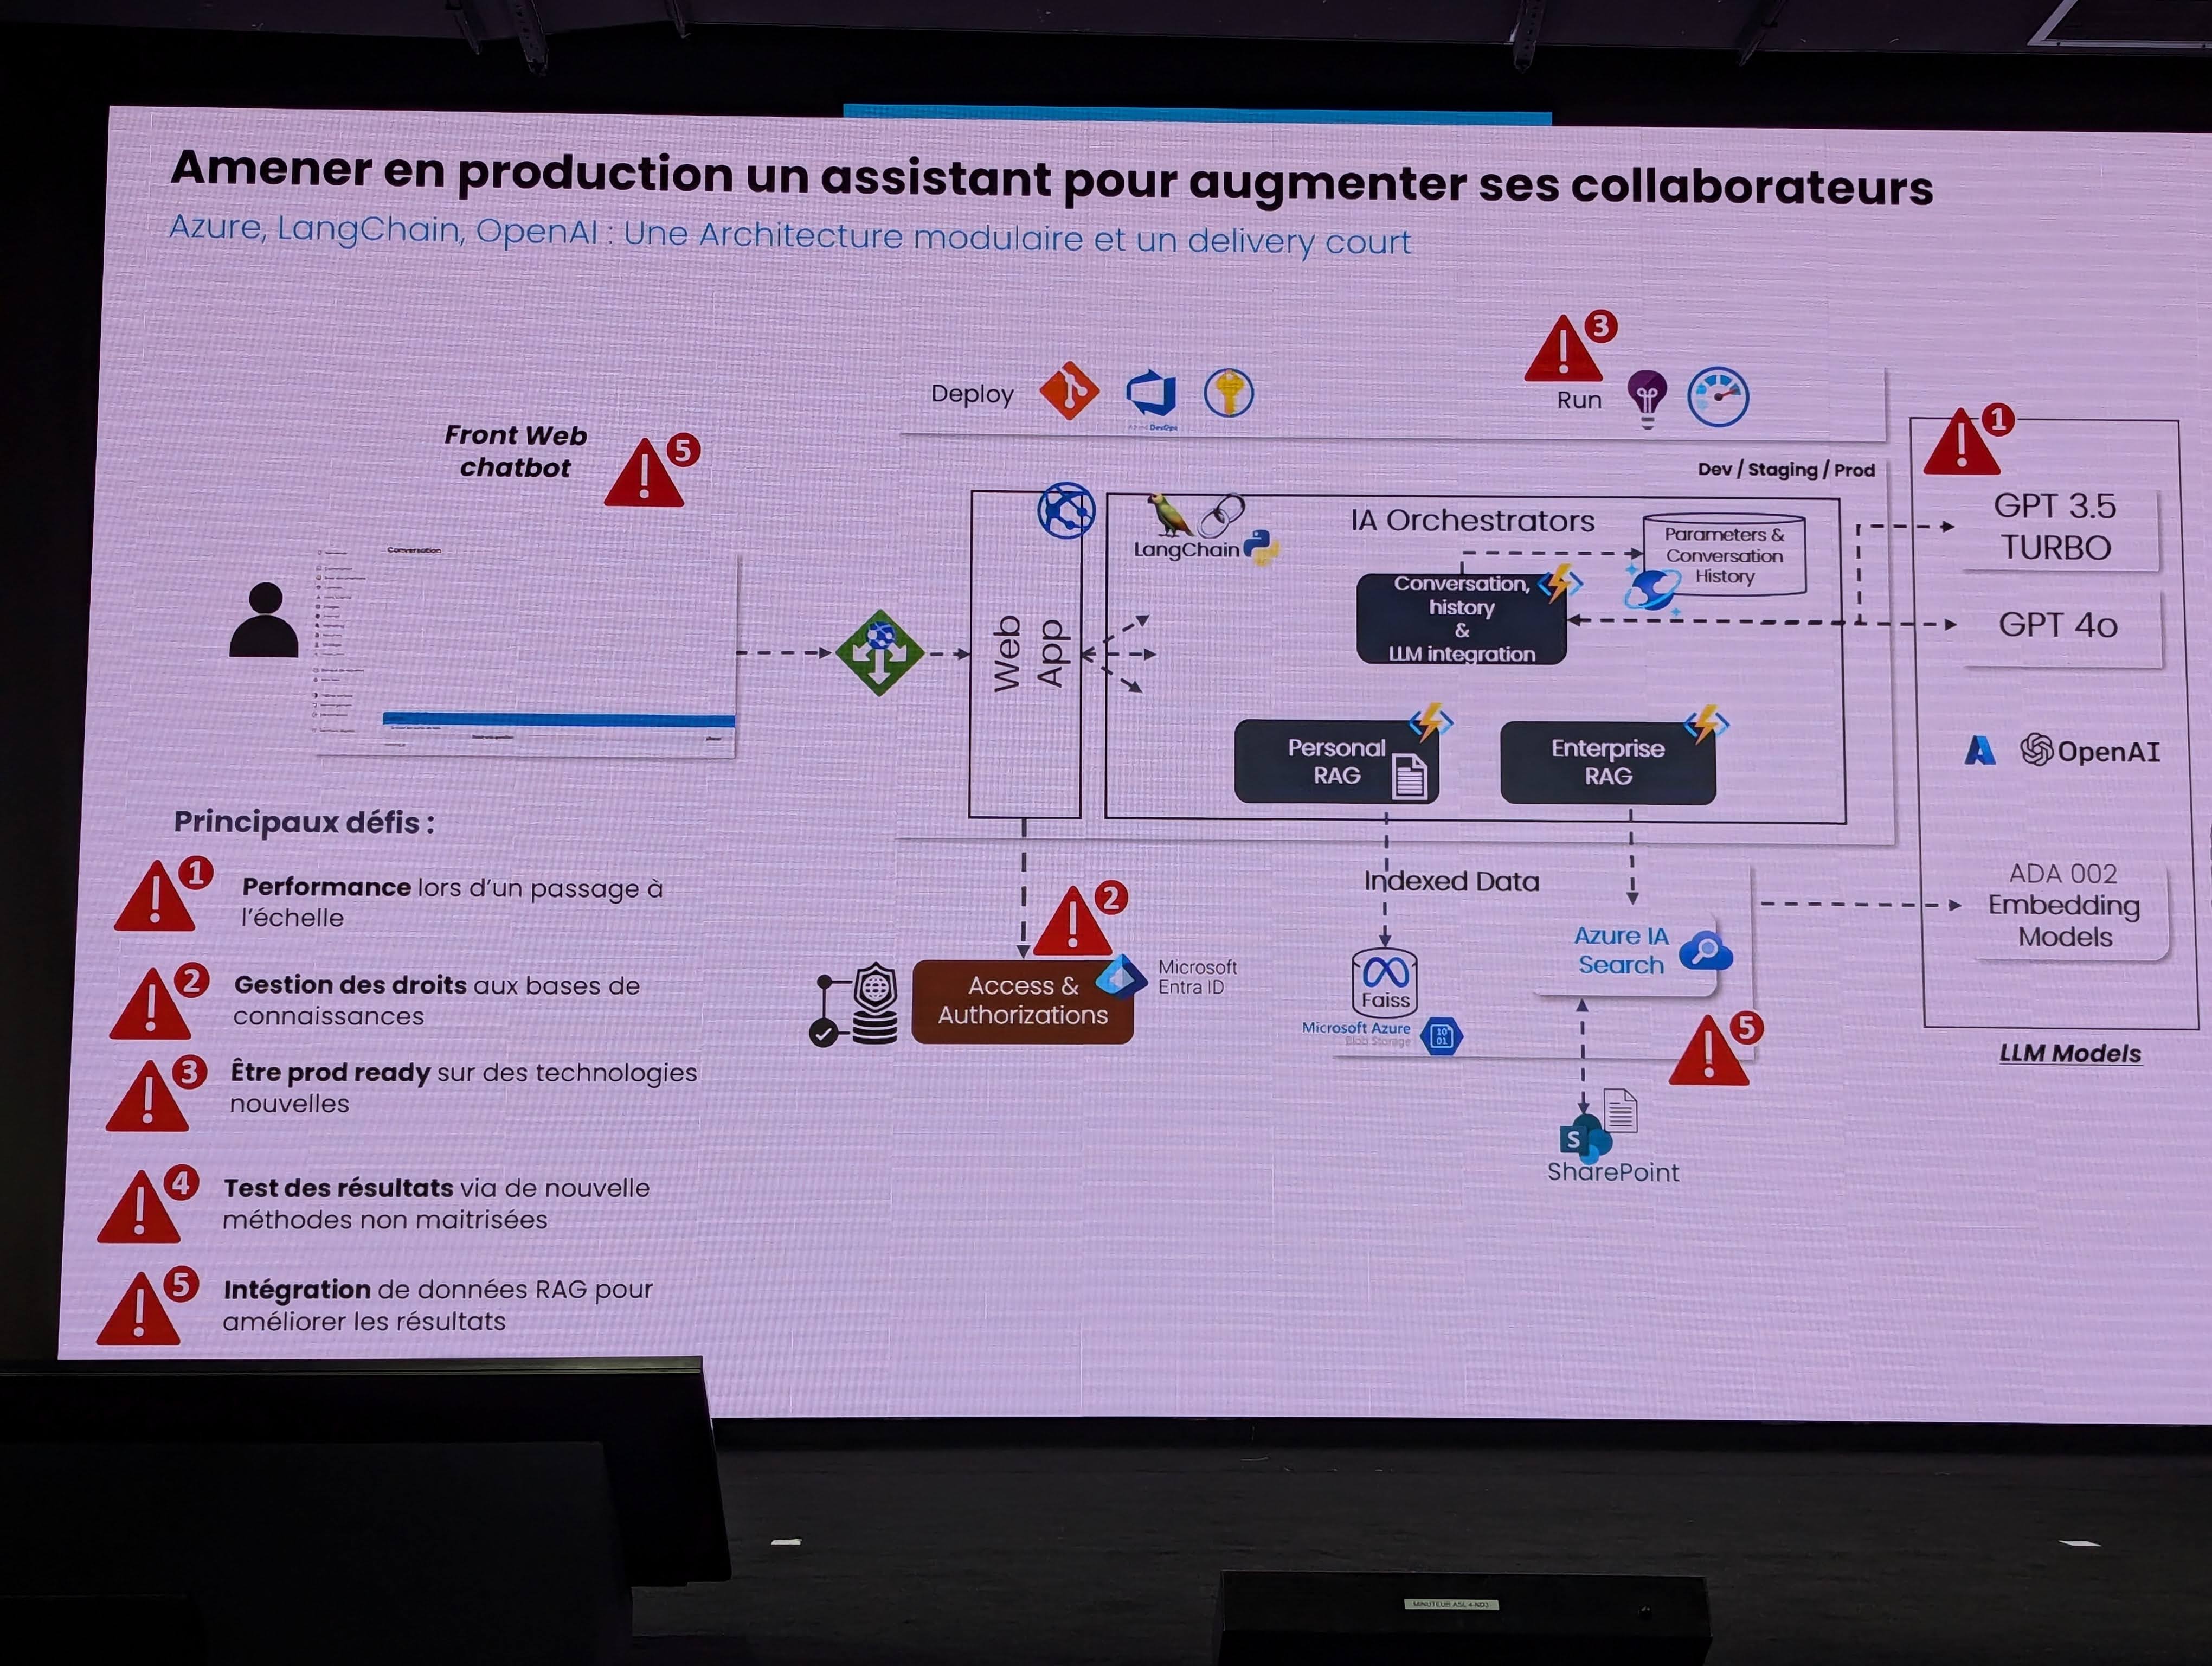 Amener en production un assistant pour augmenter ses collaborateurs
Azure, LangChain, OpenAI : Une Architecture modulaire et un delivery court
3
Deploy
Azure DevOps
Run
1
Front Web
chatbot
5
Dev / Staging / Prod
GPT 3.5
TURBO
LangChain
IA Orchestrators
Parameters &
Conversation
History
Conversation
Conversation,
history
&
LLM integration
Web
App
GPT 4o
Personal
RAG
Enterprise
RAG
OpenAI
Principaux défis :
1
Performance lors d'un passage à
l'échelle
2
Gestion des droits aux bases de
connaissances
3
Être prod ready sur des technologies
nouvelles
4
Test des résultats via de nouvelle
méthodes non maitrisées
5
Intégration de données RAG pour
améliorer les résultats
2
Access &
Authorizations
Microsoft
Entra ID
Indexed Data
Faiss
Microsoft Azure
Blob Storage
10
01
Azure IA
Search
5
S
SharePoint
ADA 002
Embedding
Models
LLM Models
MINUTEUR ASL 4-ND3